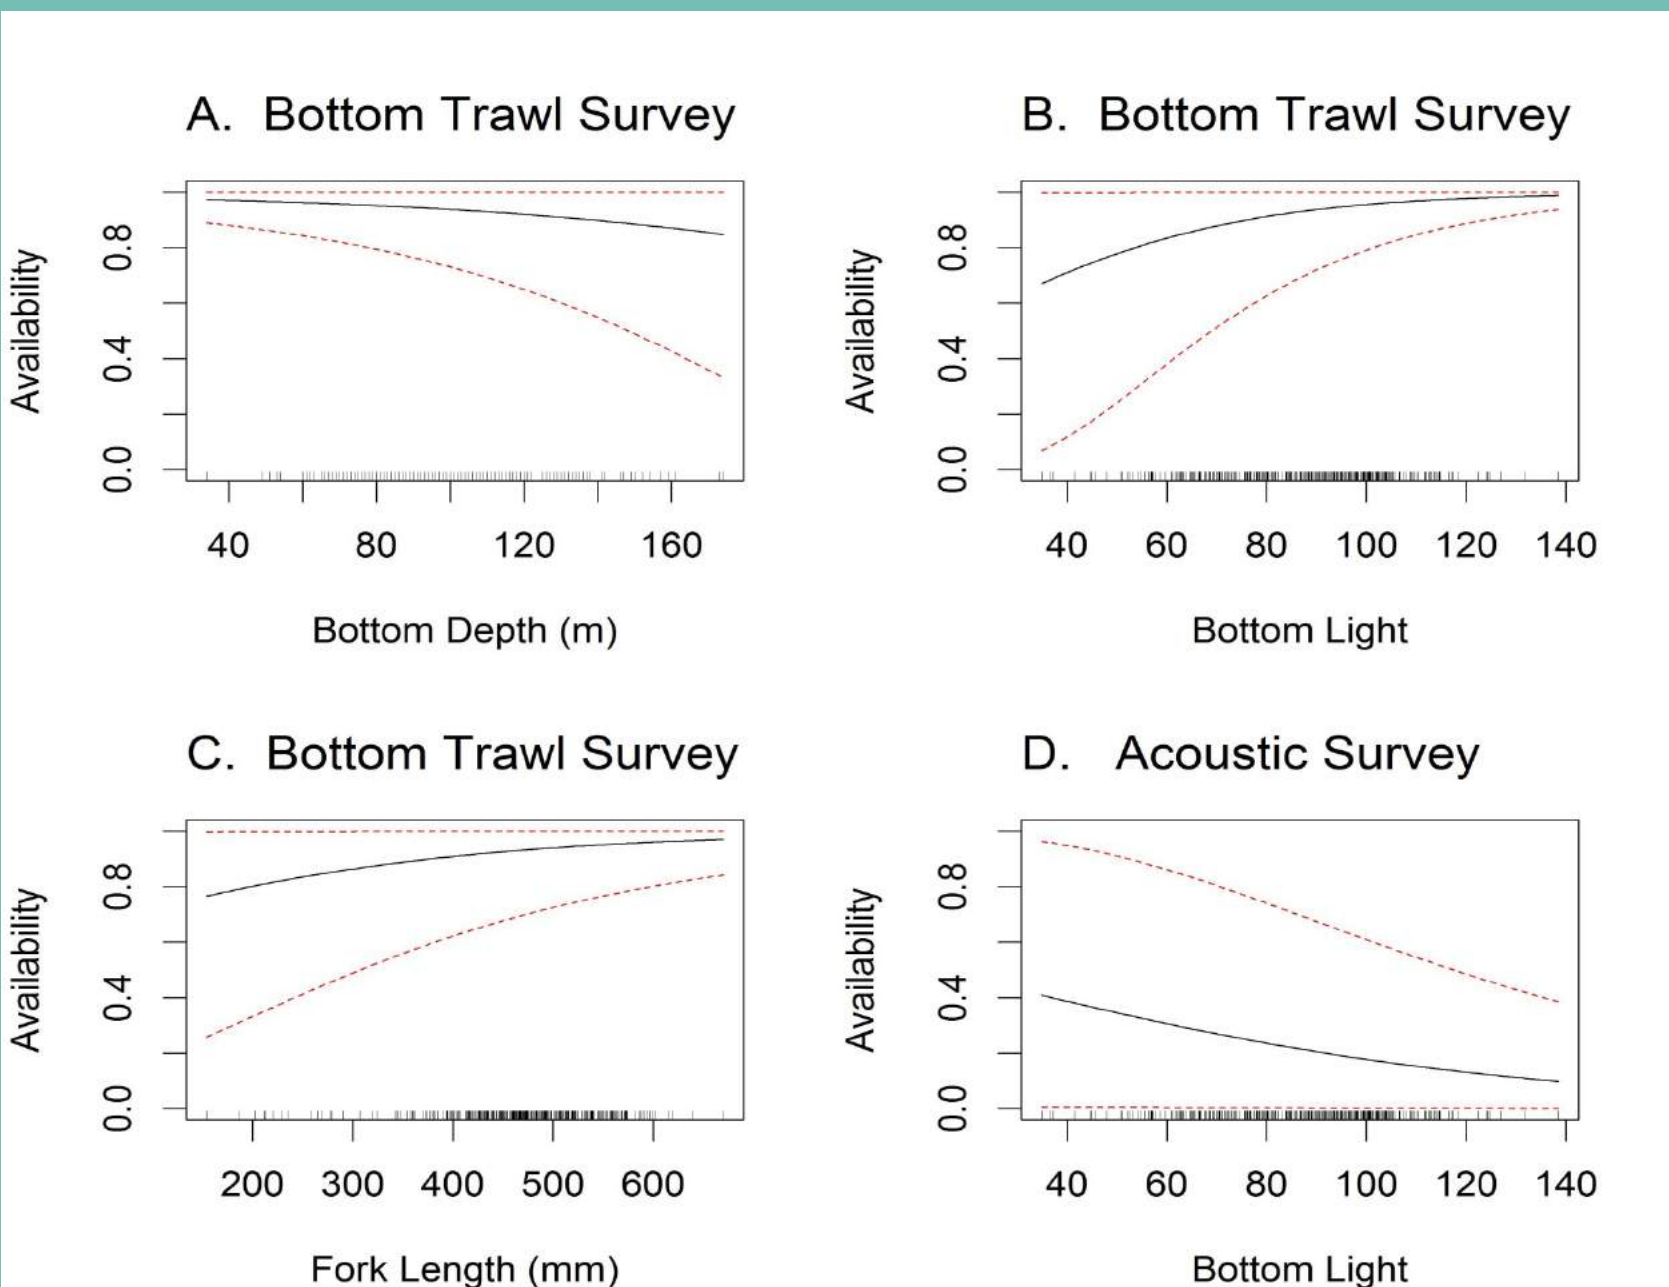 A. Bottom Trawl Survey
Availability
0.8
0.4
0.0
40 80 120 160
Bottom Depth (m)
B. Bottom Trawl Survey
Availability
0.8
0.4
0.0
40 60 80 100 120 140
Bottom Light
C. Bottom Trawl Survey
Availability
0.8
0.4
0.0
200 300 400 500 600
Fork Length (mm)
D. Acoustic Survey
Availability
0.8
0.4
0.0
40 60 80 100 120 140
Bottom Light